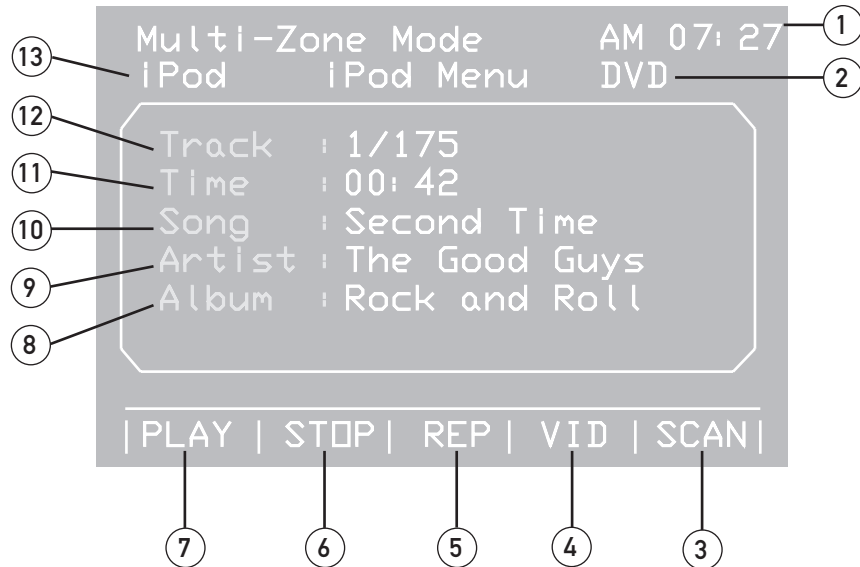 Multi-Zone Mode AM 07:27 1
13 iPod iPod Menu DVD 2
12 Track : 1/175
11 Time : 00:42
10 Song : Second Time
9 Artist : The Good Guys
8 Album : Rock and Roll
|PLAY | STOP| REP| VID |SCAN|
7 6 5 4 3